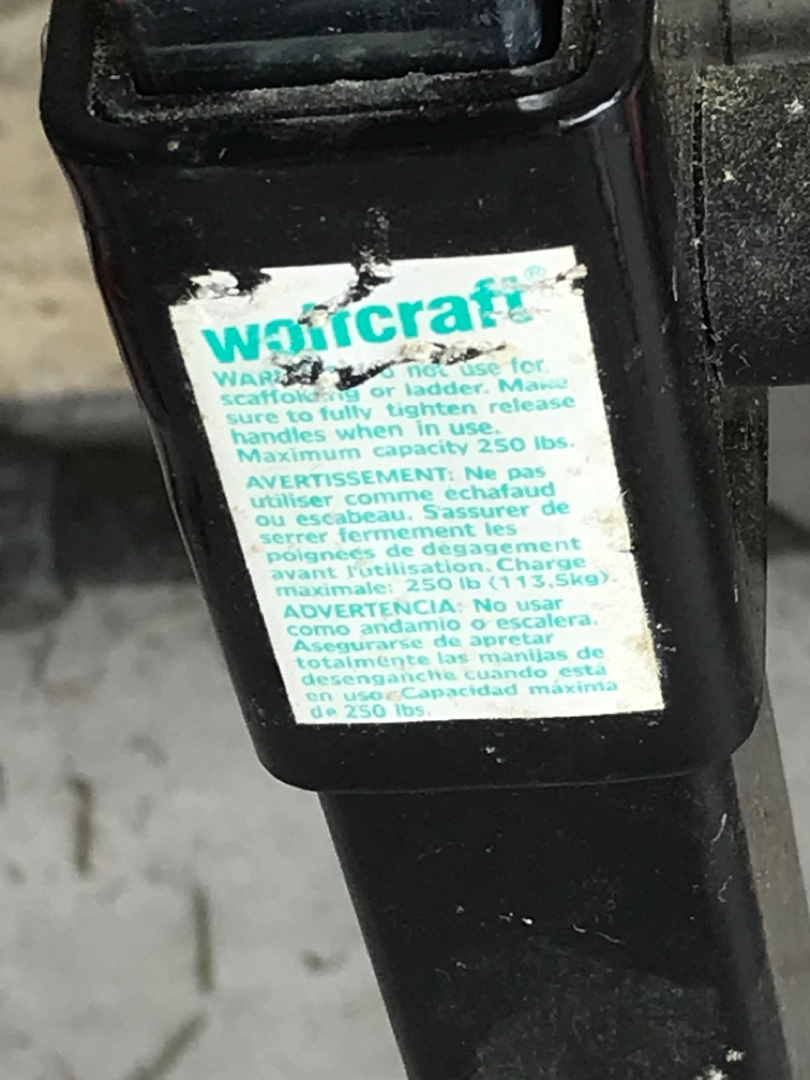 wolfcraft®
WARNING: Do not use for
scaffolding or ladder. Make
sure to fully tighten release
handles when in use.
Maximum capacity 250 lbs.
AVERTISSEMENT: Ne pas
utiliser comme échafaud
ou escabeau. S'assurer de
serrer fermement les
poignées de dégagement
avant l'utilisation. Charge
maximale: 250 lb (113,5kg).
ADVERTENCIA: No usar
como andamio o escalera.
Asegurarse de apretar
totalmente las manijas de
desenganche cuando está
en uso. Capacidad máxima
de 250 lbs.